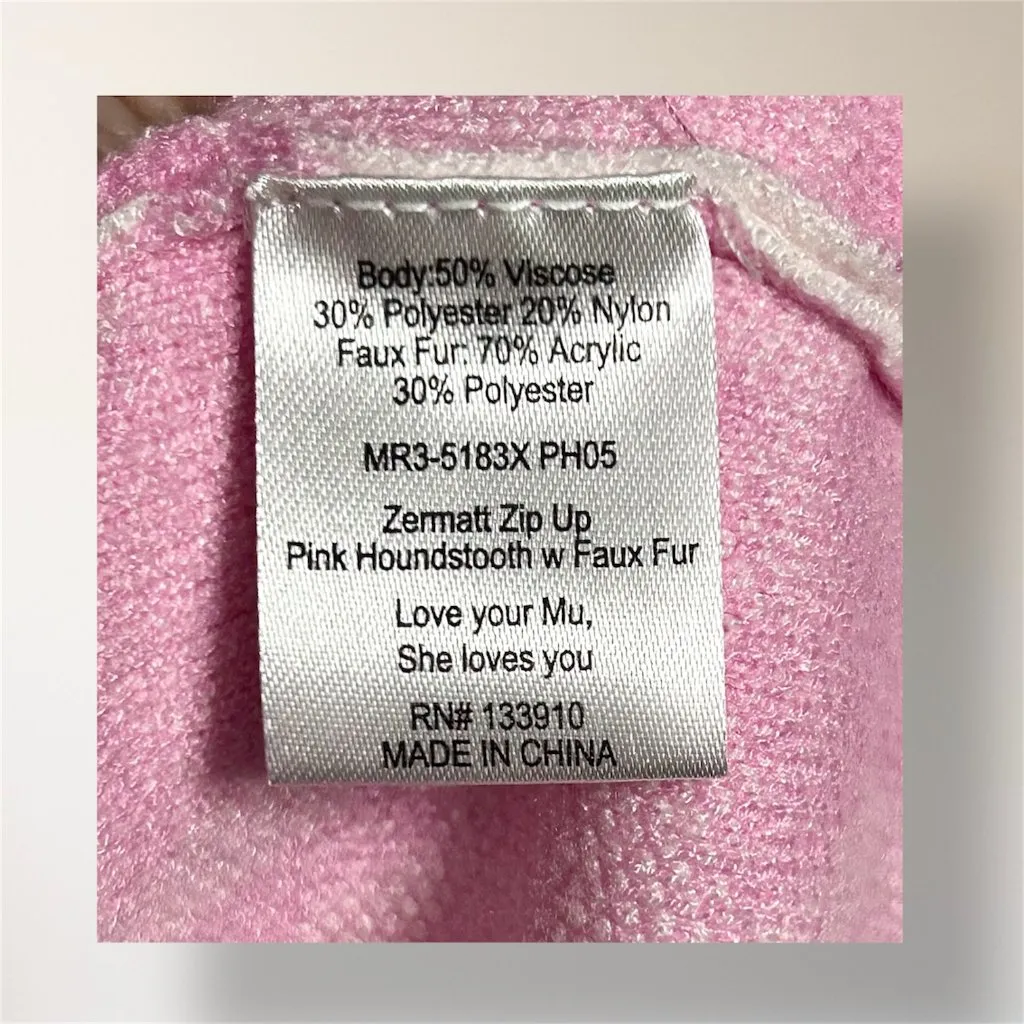 Body:50% Viscose
30% Polyester 20% Nylon
Faux Fur: 70% Acrylic
30% Polyester
MR3-5183X PH05
Zermatt Zip Up
Pink Houndstooth w Faux Fur
Love your Mu,
She loves you
RN# 133910
MADE IN CHINA